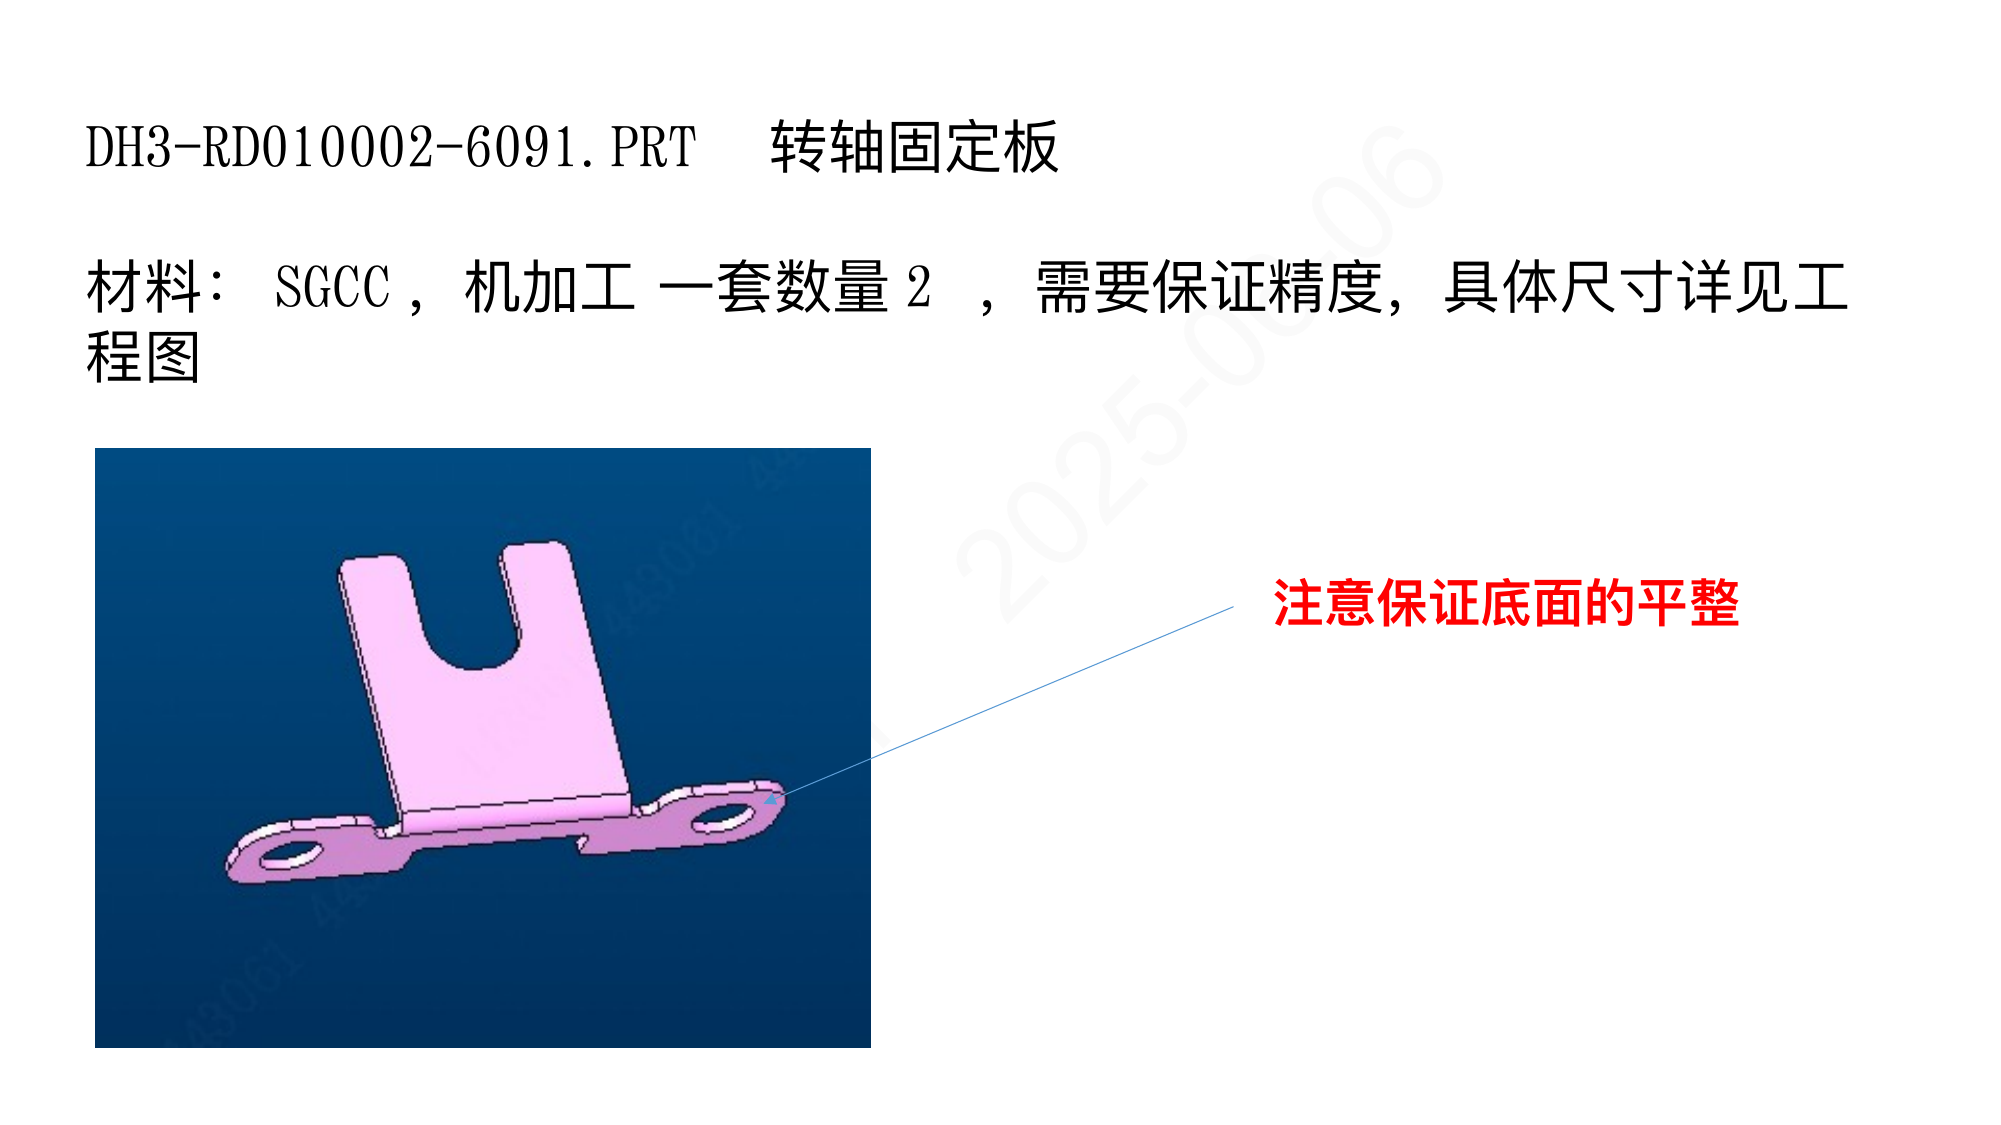 DH3-RD010002-6091.PRT 转轴固定板
材料： SGCC ，机加工 一套数量 2 ，需要保证精度，具体尺寸详见工
程图
注意保证底面的平整
2025-06-06
443061
443061